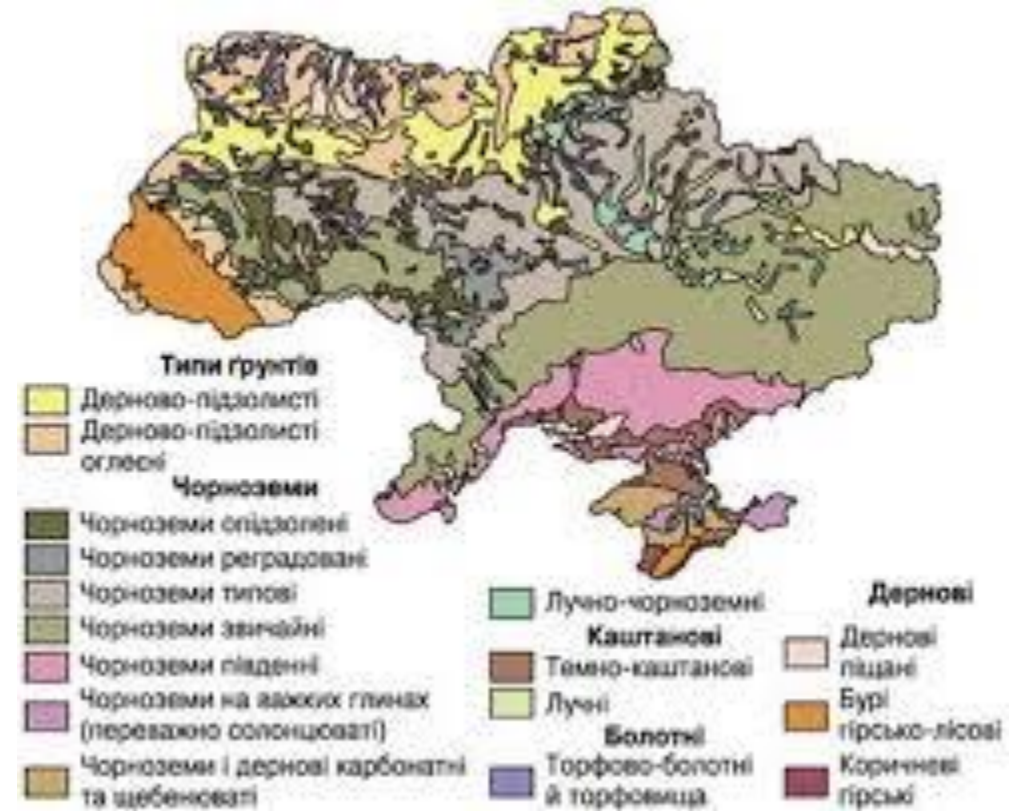 Типи ґрунтів
Дерново-підзолисті
Дерново-підзолисті
оглеєні
Чорноземи
Чорноземи опідзолені
Чорноземи реградовані
Чорноземи типові
Чорноземи звичайні
Чорноземи південні
Чорноземи на важких глинах
(переважно солонцюваті)
Чорноземи і дернові карбонатні
та щебенюваті
Лучно-чорноземні
Каштанові
Темно-каштанові
Лучні
Болотні
Торфово-болотні
й торфовища
Дернові
Дернові
піщані
Бурі
гірсько-лісові
Коричневі
гірські